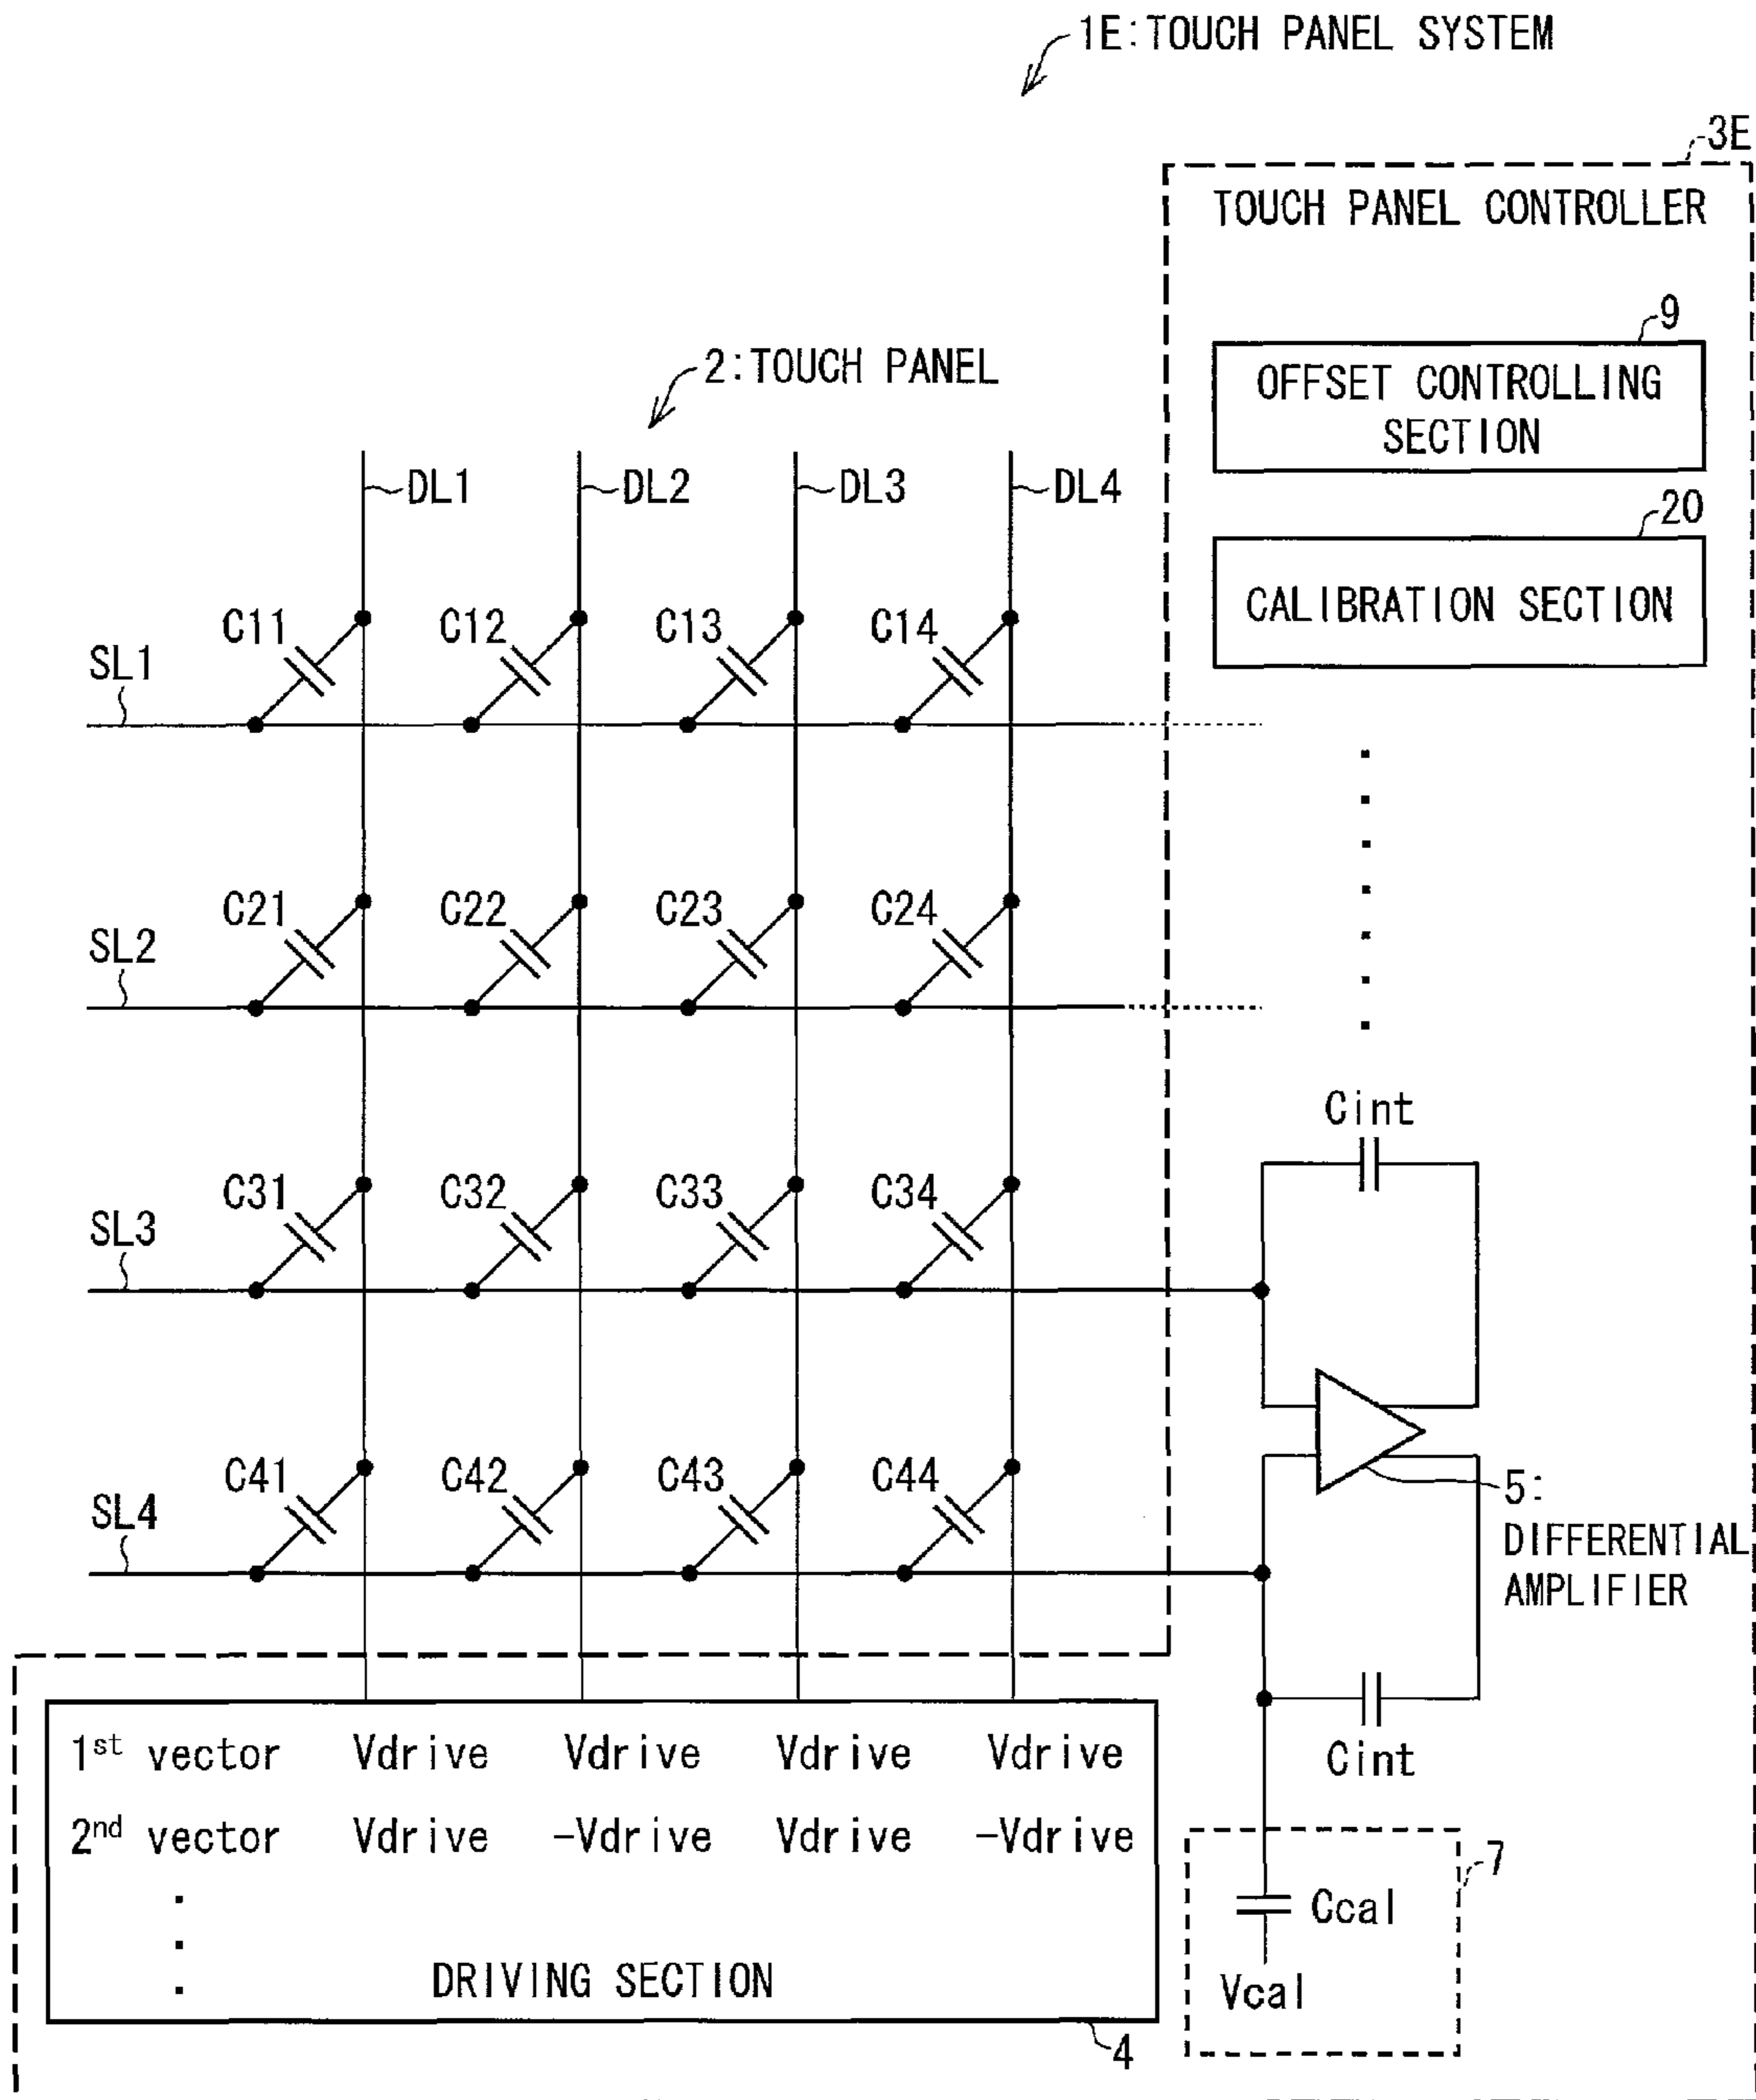 1E:TOUCH PANEL SYSTEM
3E
TOUCH PANEL CONTROLLER
9
OFFSET CONTROLLING
SECTION
2:TOUCH PANEL
DL1 DL2 DL3 DL4
20
CALIBRATION SECTION
C11 C12 C13 C14
SL1
C21 C22 C23 C24
SL2
Cint
C31 C32 C33 C34
SL3
C41 C42 C43 C44
SL4
5:
DIFFERENTIAL
AMPLIFIER
1st vector Vdrive Vdrive Vdrive Vdrive
Cint
2nd vector Vdrive -Vdrive Vdrive -Vdrive
7
Ccal
DRIVING SECTION
Vcal
4